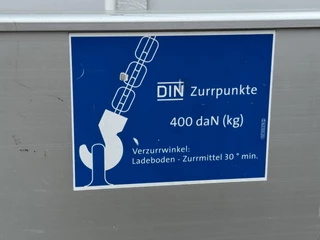 DIN Zurrpunkte
400 daN (kg)
Verzurrwinkel:
Ladeboden - Zurrmittel 30 ° min.